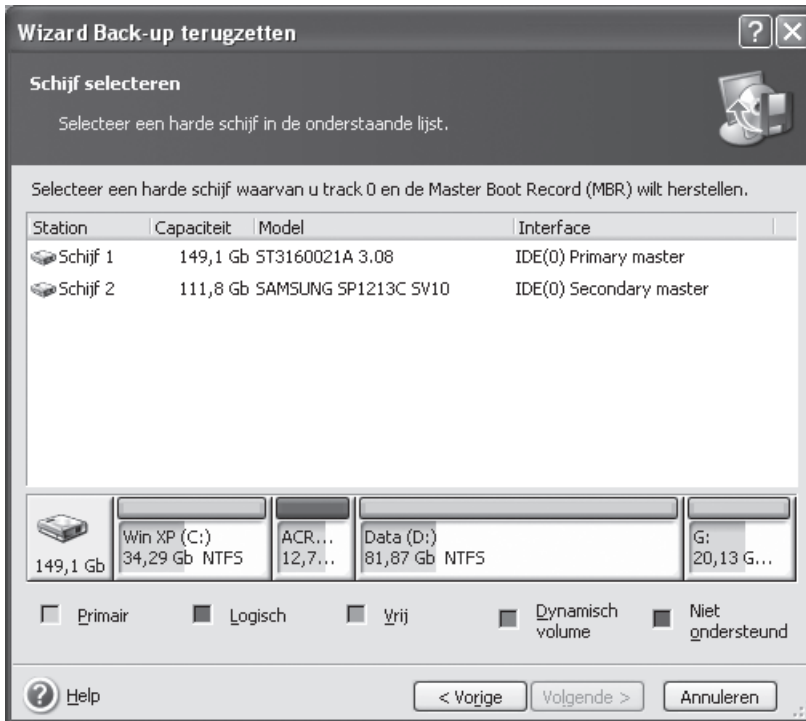 Wizard Back-up terugzetten
Schijf selecteren
Selecteer een harde schijf in de onderstaande lijst.
Selecteer een harde schijf waarvan u track 0 en de Master Boot Record (MBR) wilt herstellen.
Station Capaciteit Model Interface
Schijf 1 149,1 Gb ST3160021A 3.08 IDE(0) Primary master
Schijf 2 111,8 Gb SAMSUNG SP1213C SV10 IDE(0) Secondary master
149,1 Gb
Win XP (C:)
34,29 Gb NTFS
ACR...
12,7...
Data (D:)
81,87 Gb NTFS
G:
20,13 G...
Primair
Logisch
Vrij
Dynamisch
volume
Niet
ondersteund
Help
< Vorige
Volgende >
Annuleren